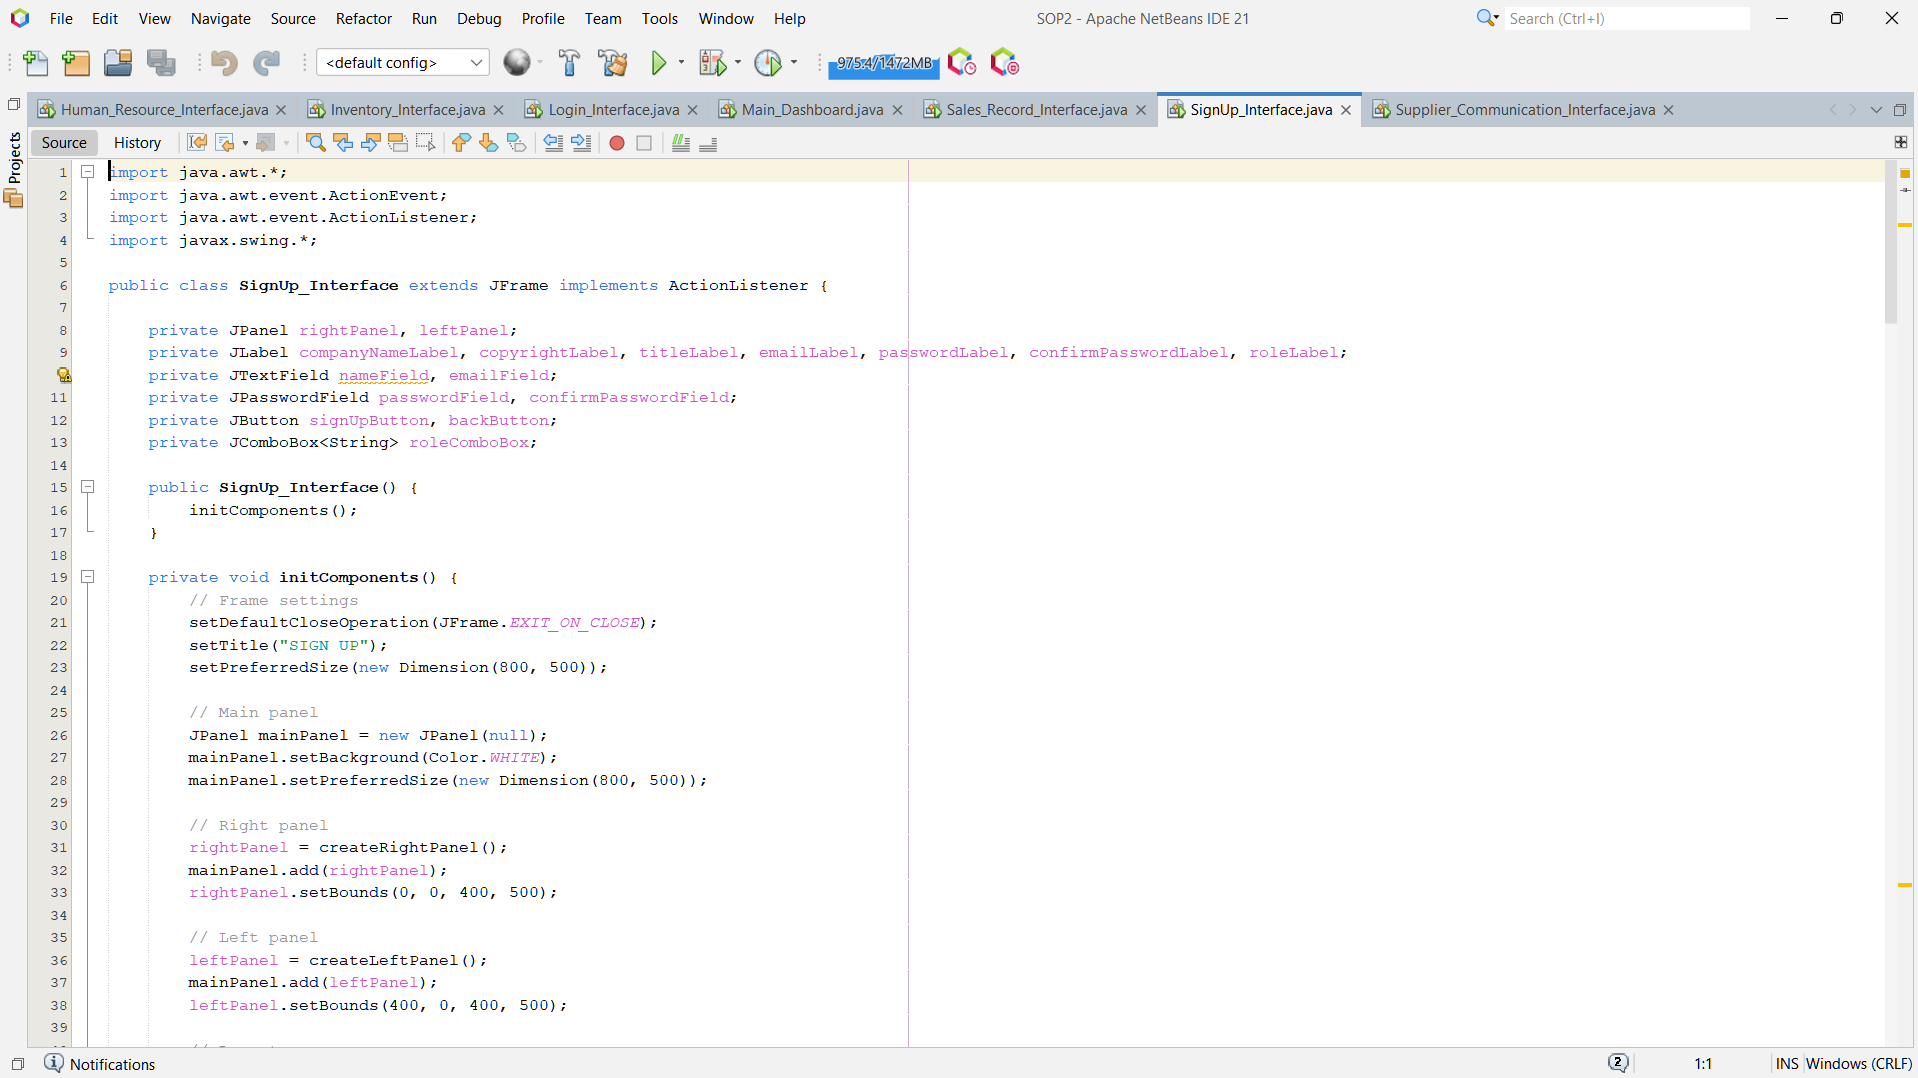 File Edit View Navigate Source Refactor Run Debug Profile Team Tools Window Help SOP2 - Apache NetBeans IDE 21 Search (Ctrl+I)
<default config> 975.4/1472MB
Human_Resource_Interface.java Inventory_Interface.java Login_Interface.java Main_Dashboard.java Sales_Record_Interface.java SignUp_Interface.java Supplier_Communication_Interface.java
Projects
Source History
1 import java.awt.*;
2 import java.awt.event.ActionEvent;
3 import java.awt.event.ActionListener;
4 import javax.swing.*;
5
6 public class SignUp_Interface extends JFrame implements ActionListener {
7
8 private JPanel rightPanel, leftPanel;
9 private JLabel companyNameLabel, copyrightLabel, titleLabel, emailLabel, passwordLabel, confirmPasswordLabel, roleLabel;
private JTextField nameField, emailField;
11 private JPasswordField passwordField, confirmPasswordField;
12 private JButton signUpButton, backButton;
13 private JComboBox<String> roleComboBox;
14
15 public SignUp_Interface() {
16 initComponents();
17 }
18
19 private void initComponents() {
20 // Frame settings
21 setDefaultCloseOperation(JFrame.EXIT_ON_CLOSE);
22 setTitle("SIGN UP");
23 setPreferredSize(new Dimension(800, 500));
24
25 // Main panel
26 JPanel mainPanel = new JPanel(null);
27 mainPanel.setBackground(Color.WHITE);
28 mainPanel.setPreferredSize(new Dimension(800, 500));
29
30 // Right panel
31 rightPanel = createRightPanel();
32 mainPanel.add(rightPanel);
33 rightPanel.setBounds(0, 0, 400, 500);
34
35 // Left panel
36 leftPanel = createLeftPanel();
37 mainPanel.add(leftPanel);
38 leftPanel.setBounds(400, 0, 400, 500);
39
Notifications 2 1:1 INS Windows (CRLF)